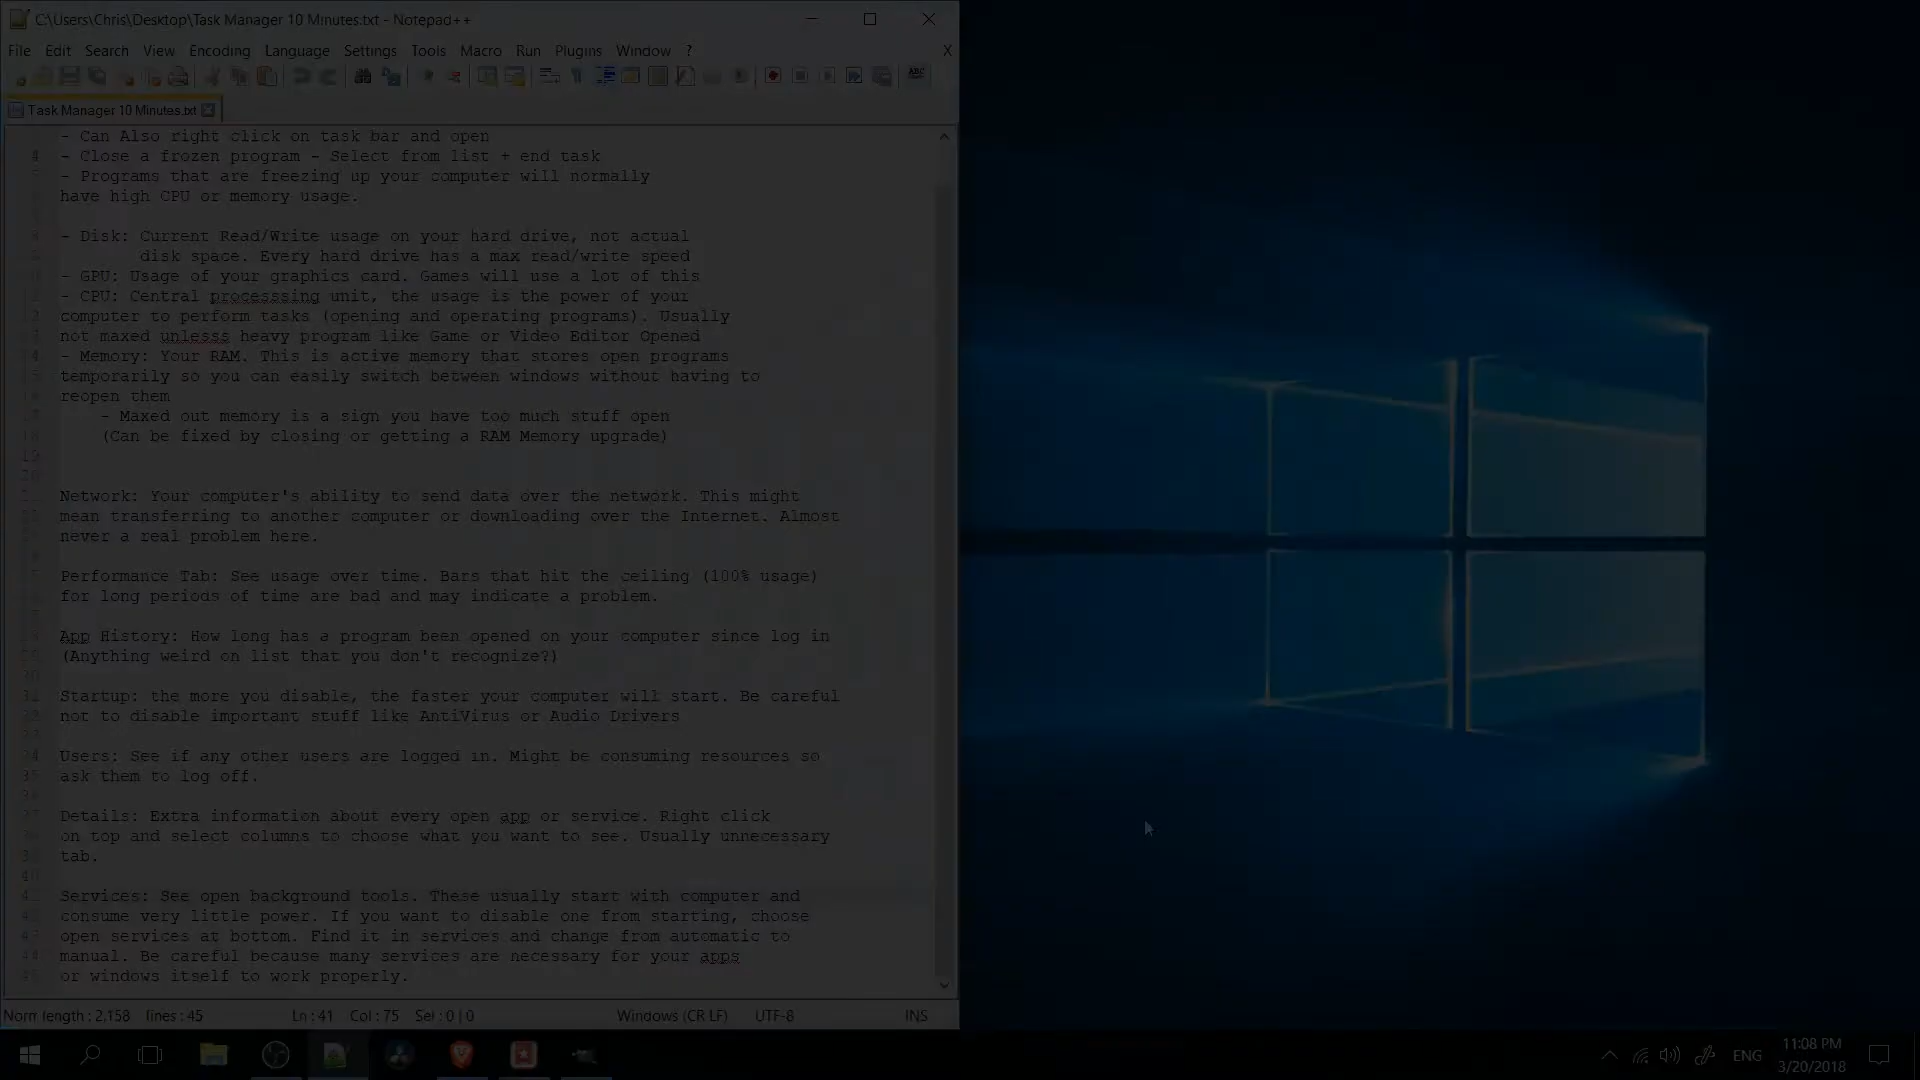 C:\Users\Chris\Desktop\Task Manager 10 Minutes.txt - Notepad++
File Edit Search View Encoding Language Settings Tools Macro Run Plugins Window ? X
Task Manager 10 Minutes.txt
- Can Also right click on task bar and open
4 - Close a frozen program - Select from list + end task
- Programs that are freezing up your computer will normally
have high CPU or memory usage.
- Disk: Current Read/Write usage on your hard drive, not actual
disk space. Every hard drive has a max read/write speed
- GPU: Usage of your graphics card. Games will use a lot of this
- CPU: Central processsing unit, the usage is the power of your
computer to perform tasks (opening and operating programs). Usually
not maxed unlesss heavy program like Game or Video Editor Opened
- Memory: Your RAM. This is active memory that stores open programs
temporarily so you can easily switch between windows without having to
reopen them
- Maxed out memory is a sign you have too much stuff open
(Can be fixed by closing or getting a RAM Memory upgrade)
19
20
Network: Your computer's ability to send data over the network. This might
mean transferring to another computer or downloading over the Internet. Almost
never a real problem here.
Performance Tab: See usage over time. Bars that hit the ceiling (100% usage)
for long periods of time are bad and may indicate a problem.
App History: How long has a program been opened on your computer since log in
(Anything weird on list that you don't recognize?)
Startup: the more you disable, the faster your computer will start. Be careful
not to disable important stuff like AntiVirus or Audio Drivers
34 Users: See if any other users are logged in. Might be consuming resources so
35 ask them to log off.
36
37 Details: Extra information about every open app or service. Right click
38 on top and select columns to choose what you want to see. Usually unnecessary
39 tab.
40
41 Services: See open background tools. These usually start with computer and
42 consume very little power. If you want to disable one from starting, choose
43 open services at bottom. Find it in services and change from automatic to
44 manual. Be careful because many services are necessary for your apps
45 or windows itself to work properly.
Norm length : 2,158 lines : 45 Ln : 41 Col : 75 Sel : 0 | 0 Windows (CR LF) UTF-8 INS
ENG 11:08 PM
3/20/2018